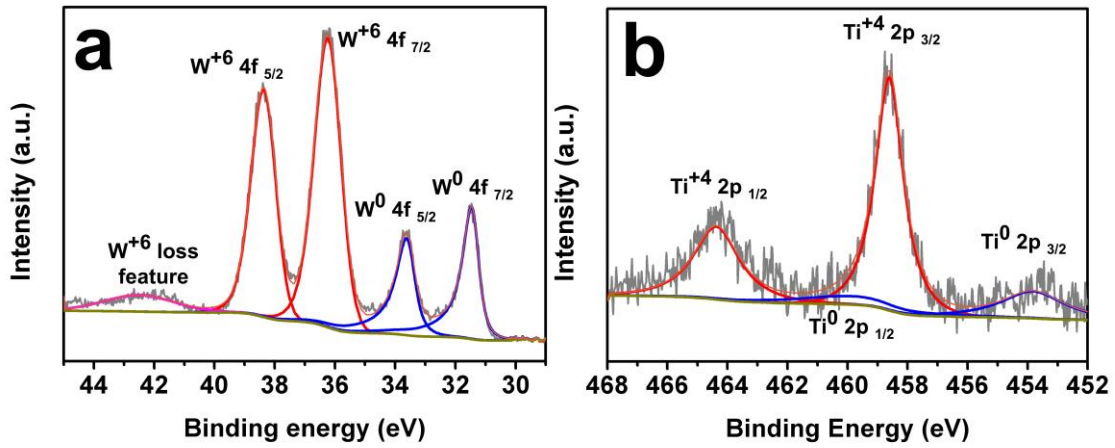 a
W+6 4f 7/2
W+6 4f 5/2
W0 4f 7/2
W0 4f 5/2
W+6 loss
feature
44 42 40 38 36 34 32 30
Binding energy (eV)
Intensity (a.u.)
b
Ti+4 2p 3/2
Ti+4 2p 1/2
Ti0 2p 3/2
Ti0 2p 1/2
468 466 464 462 460 458 456 454 452
Binding Energy (eV)
Intensity (a.u.)